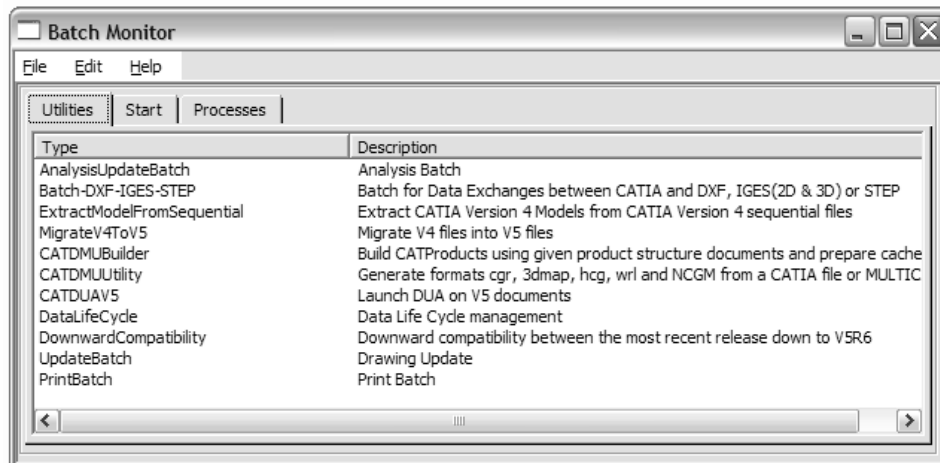 Batch Monitor
File Edit Help
Utilities Start Processes
Type Description
AnalysisUpdateBatch Analysis Batch
Batch-DXF-IGES-STEP Batch for Data Exchanges between CATIA and DXF, IGES(2D & 3D) or STEP
ExtractModelFromSequential Extract CATIA Version 4 Models from CATIA Version 4 sequential files
MigrateV4ToV5 Migrate V4 files into V5 files
CATDMUBuilder Build CATProducts using given product structure documents and prepare cache
CATDMUUtility Generate formats cgr, 3dmap, hcg, wrl and NCGM from a CATIA file or MULTIC
CATDUAV5 Launch DUA on V5 documents
DataLifeCycle Data Life Cycle management
DownwardCompatibility Downward compatibility between the most recent release down to V5R6
UpdateBatch Drawing Update
PrintBatch Print Batch